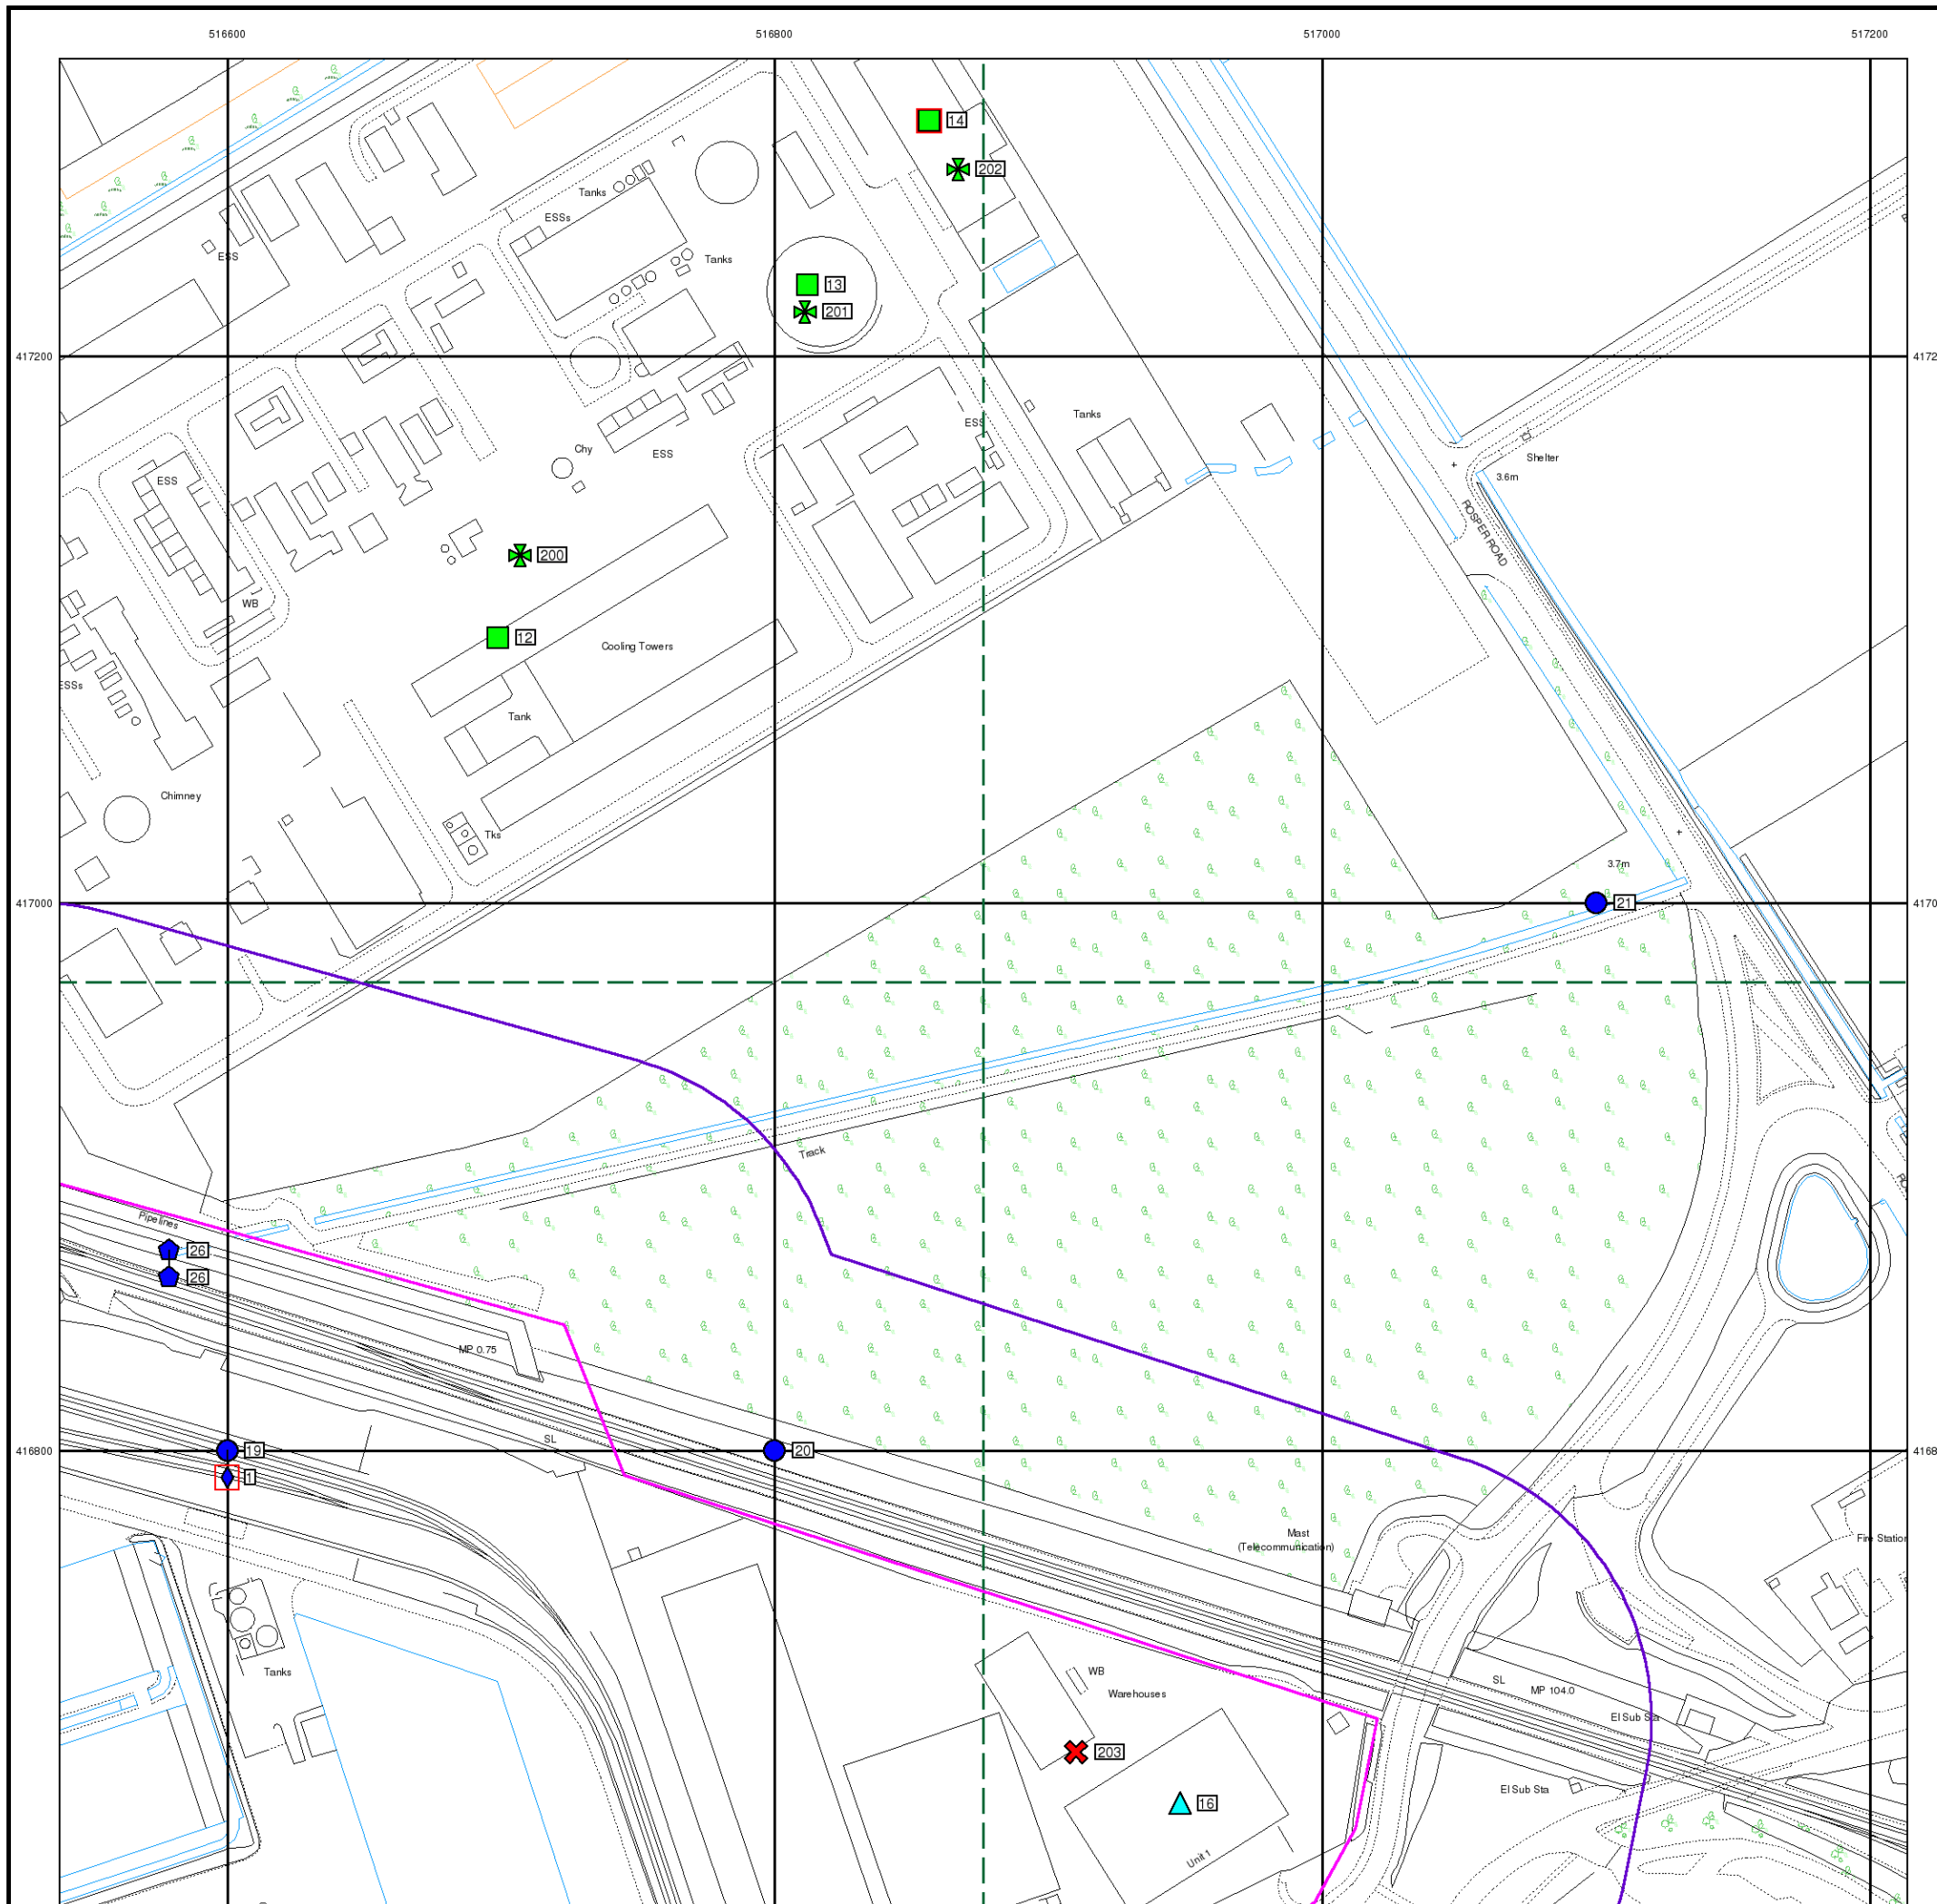 516600
516800
517000
517200
14
202
Tanks
ESSs
ESS
Tanks
13
201
417200
ESS
Tanks
Chy
ESS
Shelter
3.6m
ESS
ROSPER ROAD
200
WB
12
Cooling Towers
ESSs
Tank
Chimney
Tks
3.7m
417000
21
Track
Pipelines
26
26
MP 0.75
SL
416800
19
20
1
Mast
(Telecommunication)
Fire Station
Tanks
WB
Warehouses
SL
MP 104.0
El Sub Sta
203
El Sub Sta
16
Unit 1